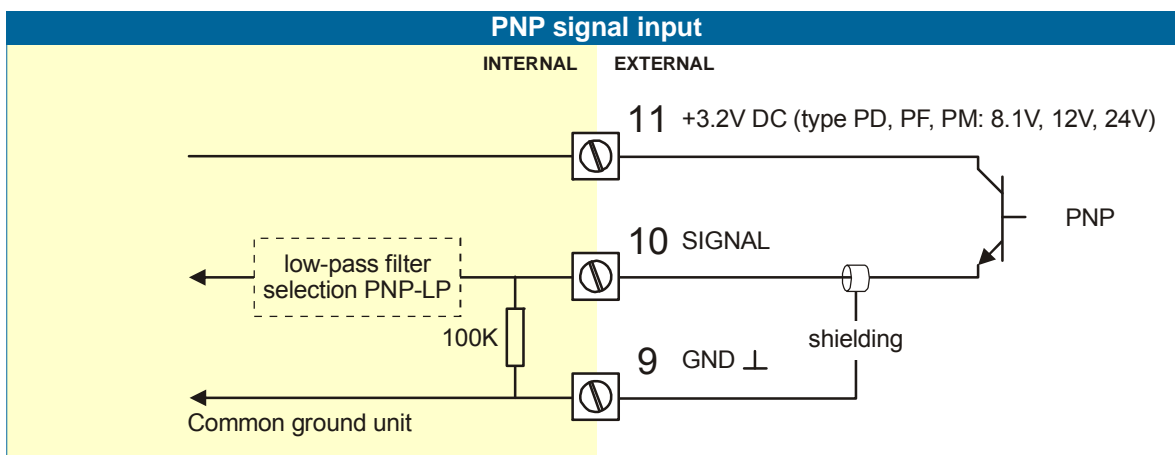 PNP signal input
INTERNAL
EXTERNAL
11 +3.2V DC (type PD, PF, PM: 8.1V, 12V, 24V)
PNP
10 SIGNAL
low-pass filter
selection PNP-LP
100K
shielding
9 GND ⊥
Common ground unit